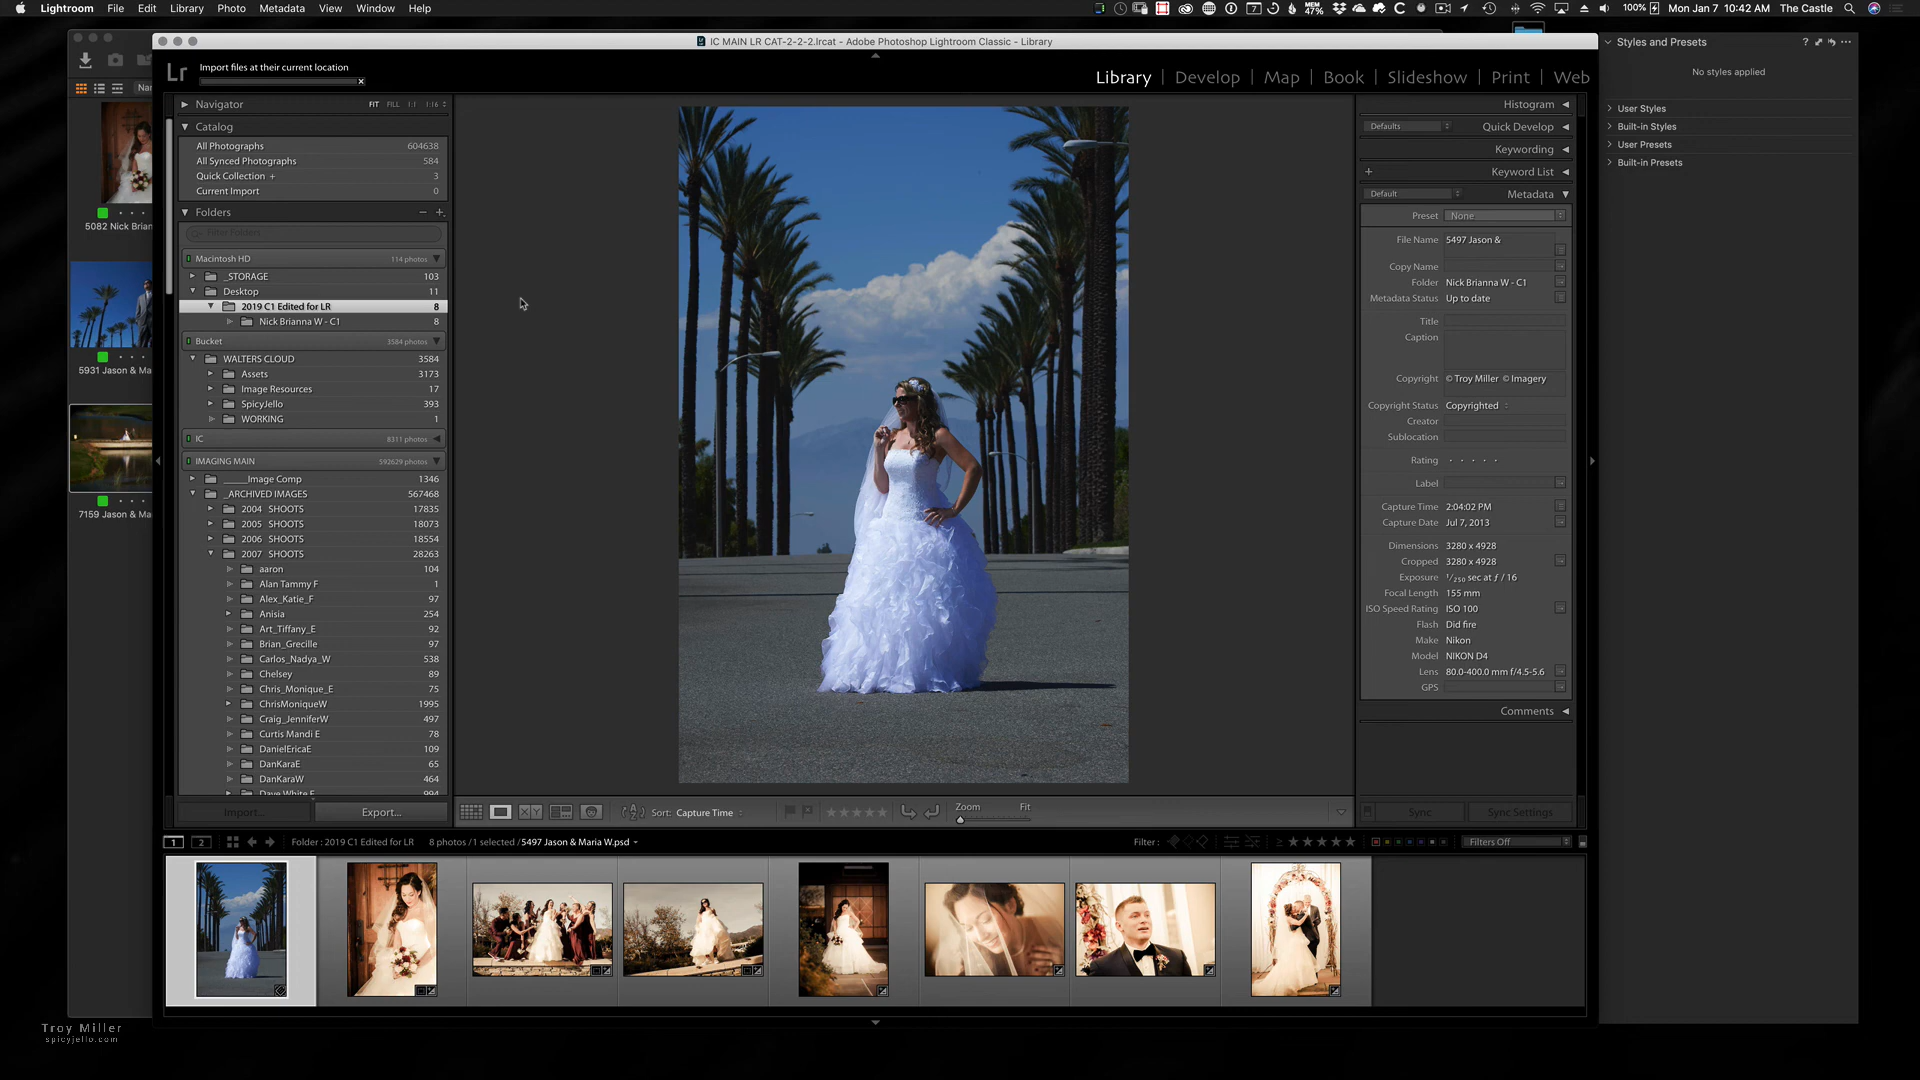 Lightroom File Edit Library Photo Metadata View Window Help
MEM 47% 100% Mon Jan 7 10:42 AM The Castle
IC MAIN LR CAT-2-2-2.lrcat - Adobe Photoshop Lightroom Classic - Library
Lr Import files at their current location
Library | Develop | Map | Book | Slideshow | Print | Web
Nan
5082 Nick Brian
5931 Jason & Ma
7159 Jason & Ma
Navigator FIT FILL 1:1 1:16
Catalog
All Photographs 604638
All Synced Photographs 584
Quick Collection + 3
Current Import 0
Folders
Filter Folders
Macintosh HD 114 photos
_STORAGE 103
Desktop 11
2019 C1 Edited for LR 8
Nick Brianna W - C1 8
Bucket 3584 photos
WALTERS CLOUD 3584
Assets 3173
Image Resources 17
SpicyJello 393
WORKING 1
IC 8311 photos
IMAGING MAIN 592629 photos
_____Image Comp 1346
_ARCHIVED IMAGES 567468
2004 SHOOTS 17835
2005 SHOOTS 18073
2006 SHOOTS 18554
2007 SHOOTS 28263
aaron 104
Alan Tammy F 1
Alex_Katie_F 97
Anisia 254
Art_Tiffany_E 92
Brian_Grecille 97
Carlos_Nadya_W 538
Chelsey 89
Chris_Monique_E 75
ChrisMoniqueW 1995
Craig_JenniferW 497
Curtis Mandi E 78
DanielEricaE 109
DanKaraE 65
DanKaraW 464
Dave White F 994
Import... Export...
Sort: Capture Time
Zoom Fit
Histogram
Defaults Quick Develop
Keywording
Keyword List
Default Metadata
Preset None
File Name 5497 Jason &
Copy Name
Folder Nick Brianna W - C1
Metadata Status Up to date
Title
Caption
Copyright © Troy Miller © Imagery
Copyright Status Copyrighted
Creator
Sublocation
Rating
Label
Capture Time 2:04:02 PM
Capture Date Jul 7, 2013
Dimensions 3280 x 4928
Cropped 3280 x 4928
Exposure 1/250 sec at ƒ / 16
Focal Length 155 mm
ISO Speed Rating ISO 100
Flash Did fire
Make Nikon
Model NIKON D4
Lens 80.0-400.0 mm f/4.5-5.6
GPS
Comments
Sync Sync Settings
1 2 Folder : 2019 C1 Edited for LR 8 photos / 1 selected / 5497 Jason & Maria W.psd
Filter : Filters Off
Styles and Presets
No styles applied
User Styles
Built-in Styles
User Presets
Built-in Presets
Troy Miller
spicyjello.com